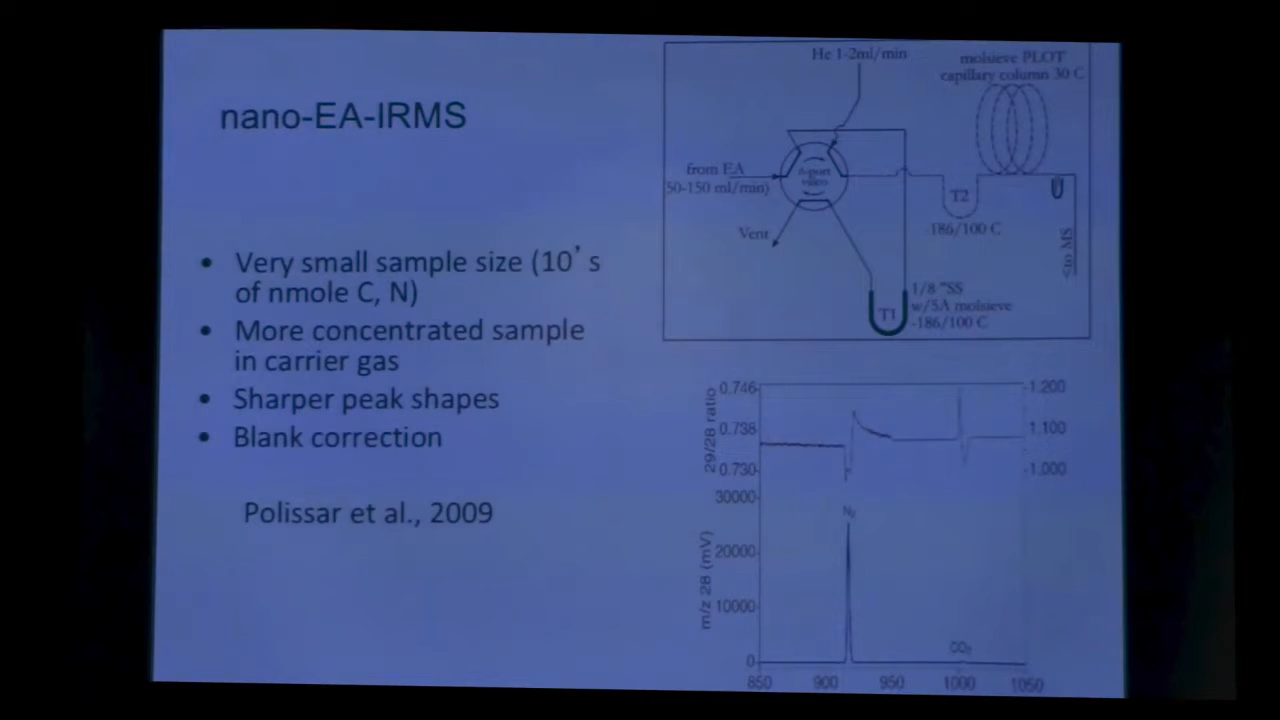 nano-EA-IRMS
• Very small sample size (10's
of nmole C, N)
• More concentrated sample
in carrier gas
• Sharper peak shapes
• Blank correction
Polissar et al., 2009
He 1-2ml/min
molsieve PLOT
capillary column 30 C
from EA
50-150 ml/min)
6-port
valco
T2
-186/100 C
Vent
>to MS
1/8 "SS
w/5A molsieve
-186/100 C
T1
29/28 ratio
0.746
0.738
0.730
1.200
1.100
1.000
m/z 28 (mV)
30000
20000
10000
0
N₂
CO₂
850 900 950 1000 1050